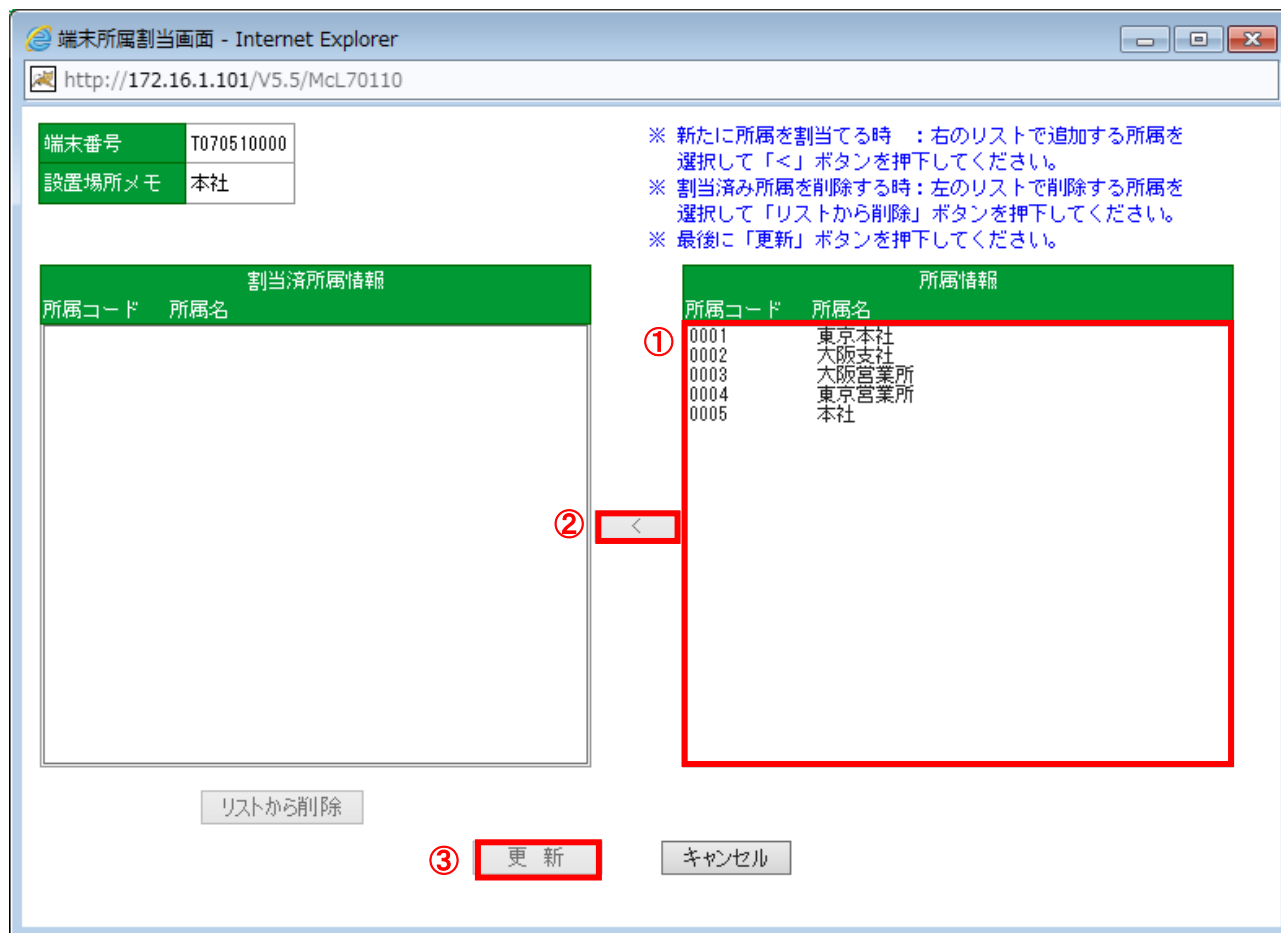 端末所属割当画面 - Internet Explorer
http://172.16.1.101/V5.5/McL70110
端末番号 T070510000
設置場所メモ 本社
※ 新たに所属を割当てる時 ：右のリストで追加する所属を
選択して「<」ボタンを押下してください。
※ 割当済み所属を削除する時：左のリストで削除する所属を
選択して「リストから削除」ボタンを押下してください。
※ 最後に「更新」ボタンを押下してください。
割当済所属情報
所属コード 所属名
所属情報
所属コード 所属名
①
0001 東京本社
0002 大阪支社
0003 大阪営業所
0004 東京営業所
0005 本社
② <
リストから削除
③ 更 新
キャンセル